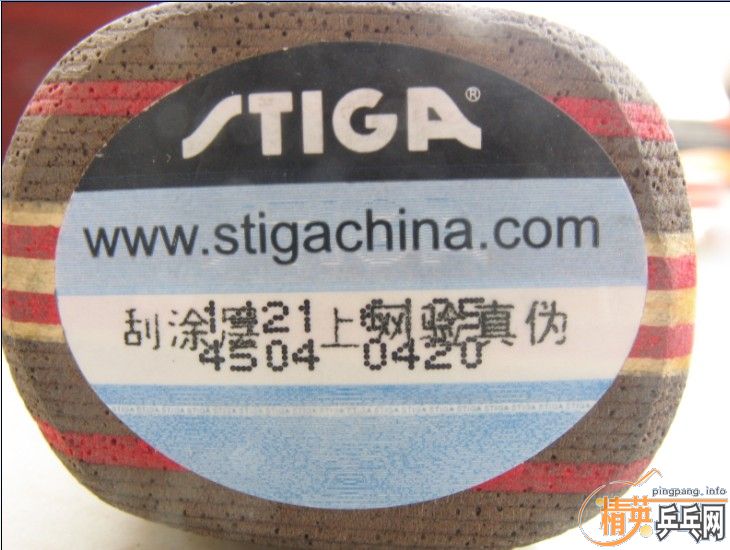 STIGA®
www.stigachina.com
刮涂层 1421 上网验真伪
4504 0420
pingpang.info
精英乒乓网